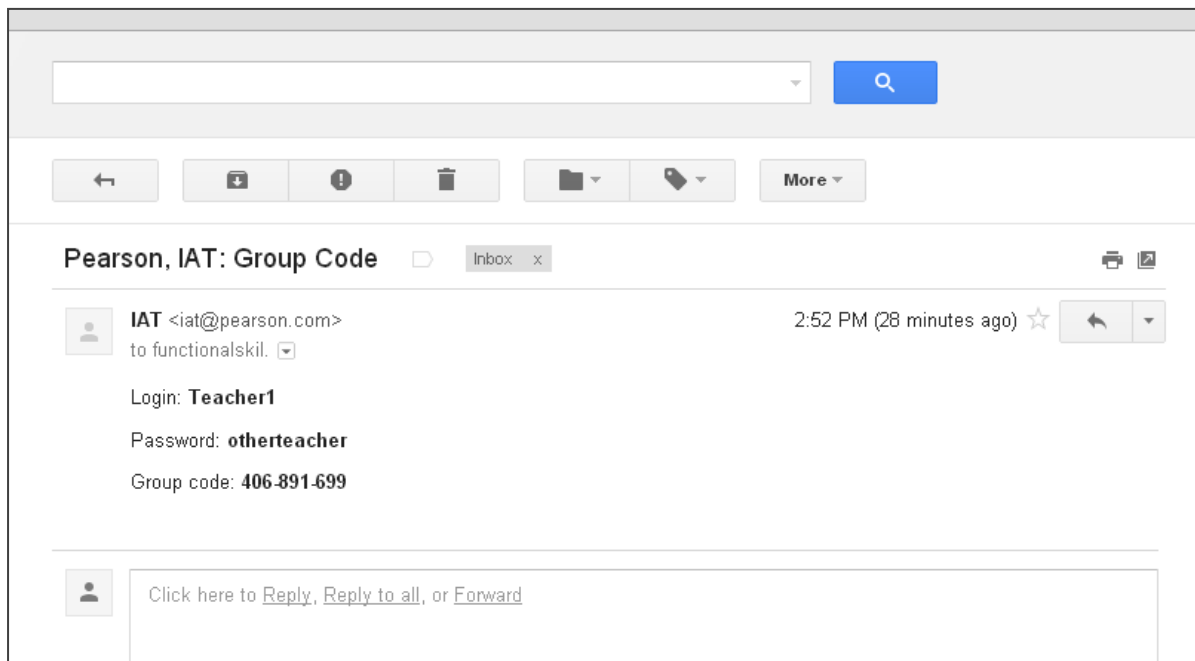 More
Pearson, IAT: Group Code Inbox x
IAT <iat@pearson.com> 2:52 PM (28 minutes ago)
to functionalskil.
Login: Teacher1
Password: otherteacher
Group code: 406-891-699
Click here to Reply, Reply to all, or Forward